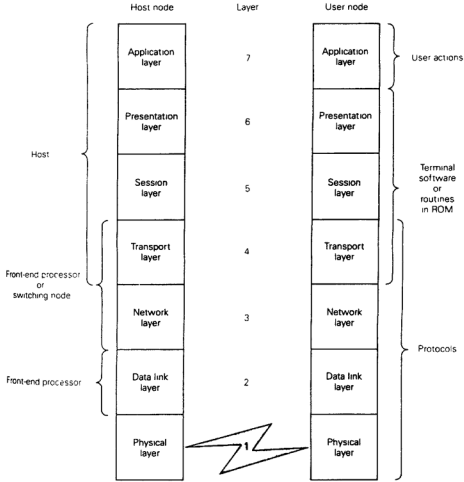 Host node
Layer
User node
Application
layer
7
Application
layer
User actions
Presentation
layer
6
Presentation
layer
Host
Session
layer
5
Session
layer
Terminal
software
or
routines
in ROM
Transport
layer
4
Transport
layer
Front-end processor
or
switching node
Network
layer
3
Network
layer
Protocols
Front-end processor
Data link
layer
2
Data link
layer
Physical
layer
1
Physical
layer